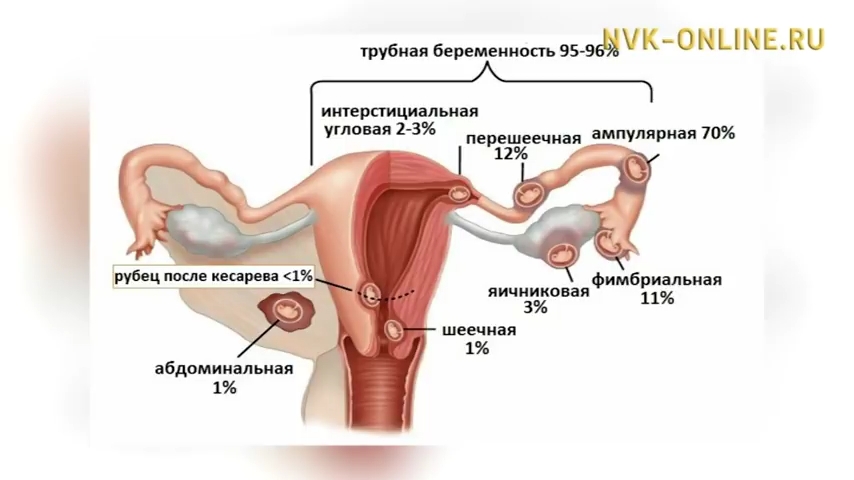 NVK-ONLINE.RU
трубная беременность 95-96%
интерстициальная
угловая 2-3%
перешеечная
12%
ампулярная 70%
рубец после кесарева <1%
яичниковая
3%
фимбриальная
11%
шеечная
1%
абдоминальная
1%